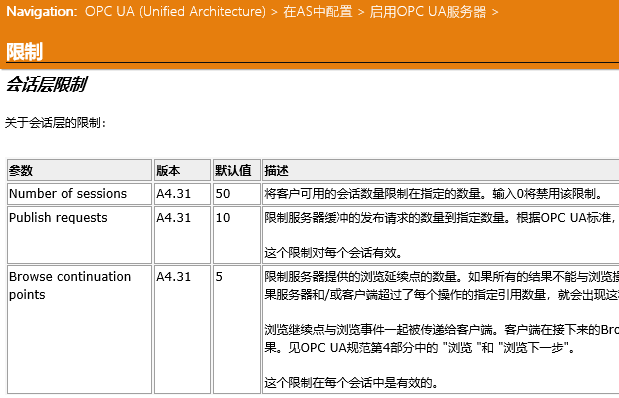 Navigation: OPC UA (Unified Architecture) > 在AS中配置 > 启用OPC UA服务器 >
限制
会话层限制
关于会话层的限制：
参数 版本 默认值 描述
Number of sessions A4.31 50 将客户可用的会话数量限制在指定的数量。输入0将禁用该限制。
Publish requests A4.31 10 限制服务器缓冲的发布请求的数量到指定数量。根据OPC UA标准，
这个限制对每个会话有效。
Browse continuation points A4.31 5 限制服务器提供的浏览延续点的数量。如果所有的结果不能与浏览
果服务器和/或客户端超过了每个操作的指定引用数量，就会出现这
浏览继续点与浏览事件一起被传递给客户端。客户端在接下来的Bro
果。见OPC UA规范第4部分中的 "浏览 "和 "浏览下一步"。
这个限制在每个会话中是有效的。